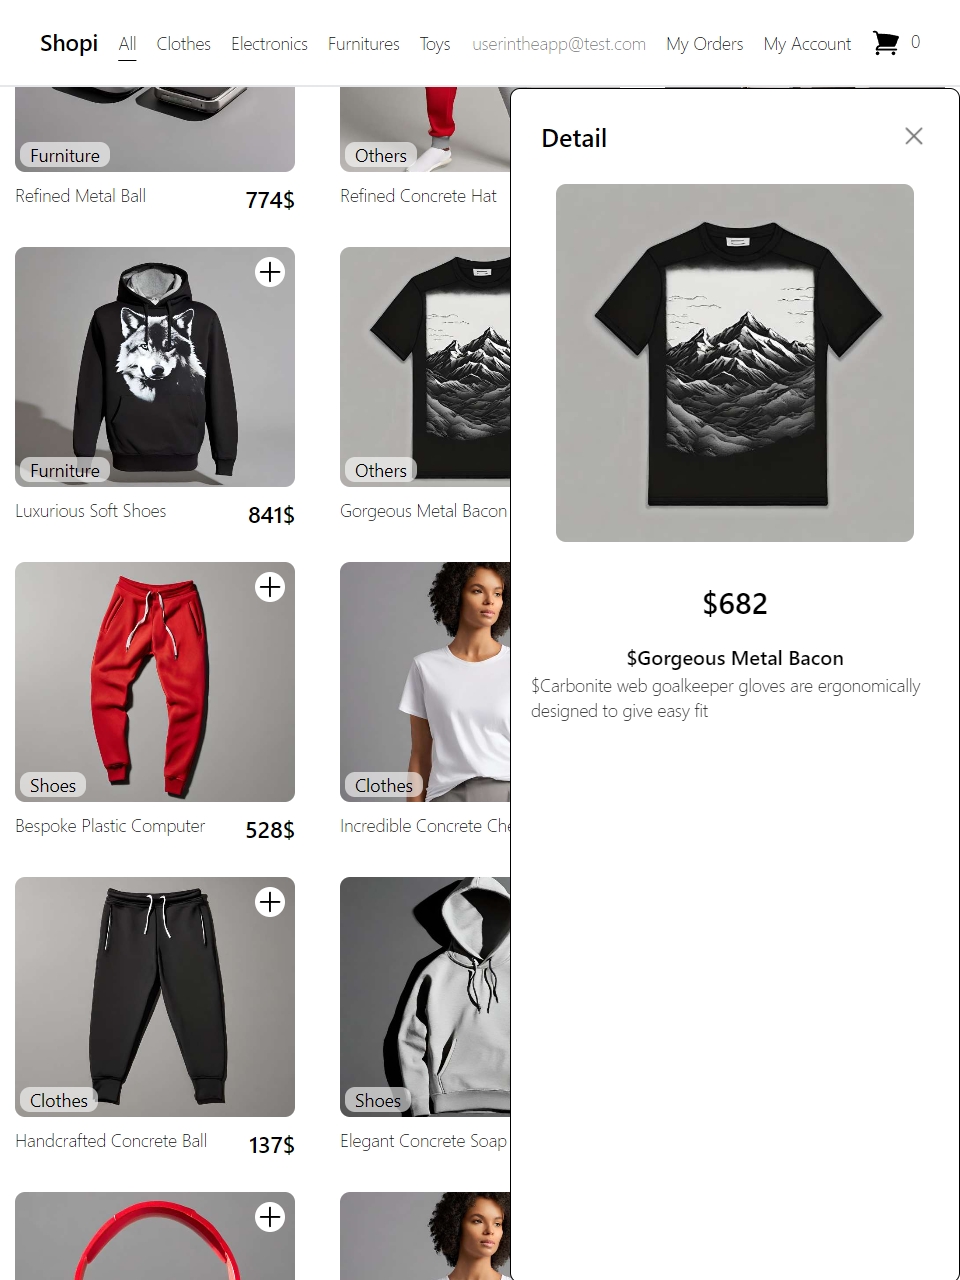 Shopi All Clothes Electronics Furnitures Toys userintheapp@test.com My Orders My Account 0
Furniture
Refined Metal Ball 774$
Others
Refined Concrete Hat
Furniture
Luxurious Soft Shoes 841$
Others
Gorgeous Metal Bacon
Shoes
Bespoke Plastic Computer 528$
Clothes
Incredible Concrete
Clothes
Handcrafted Concrete Ball 137$
Shoes
Elegant Concrete Soap
Detail
$682
$Gorgeous Metal Bacon
$Carbonite web goalkeeper gloves are ergonomically
designed to give easy fit